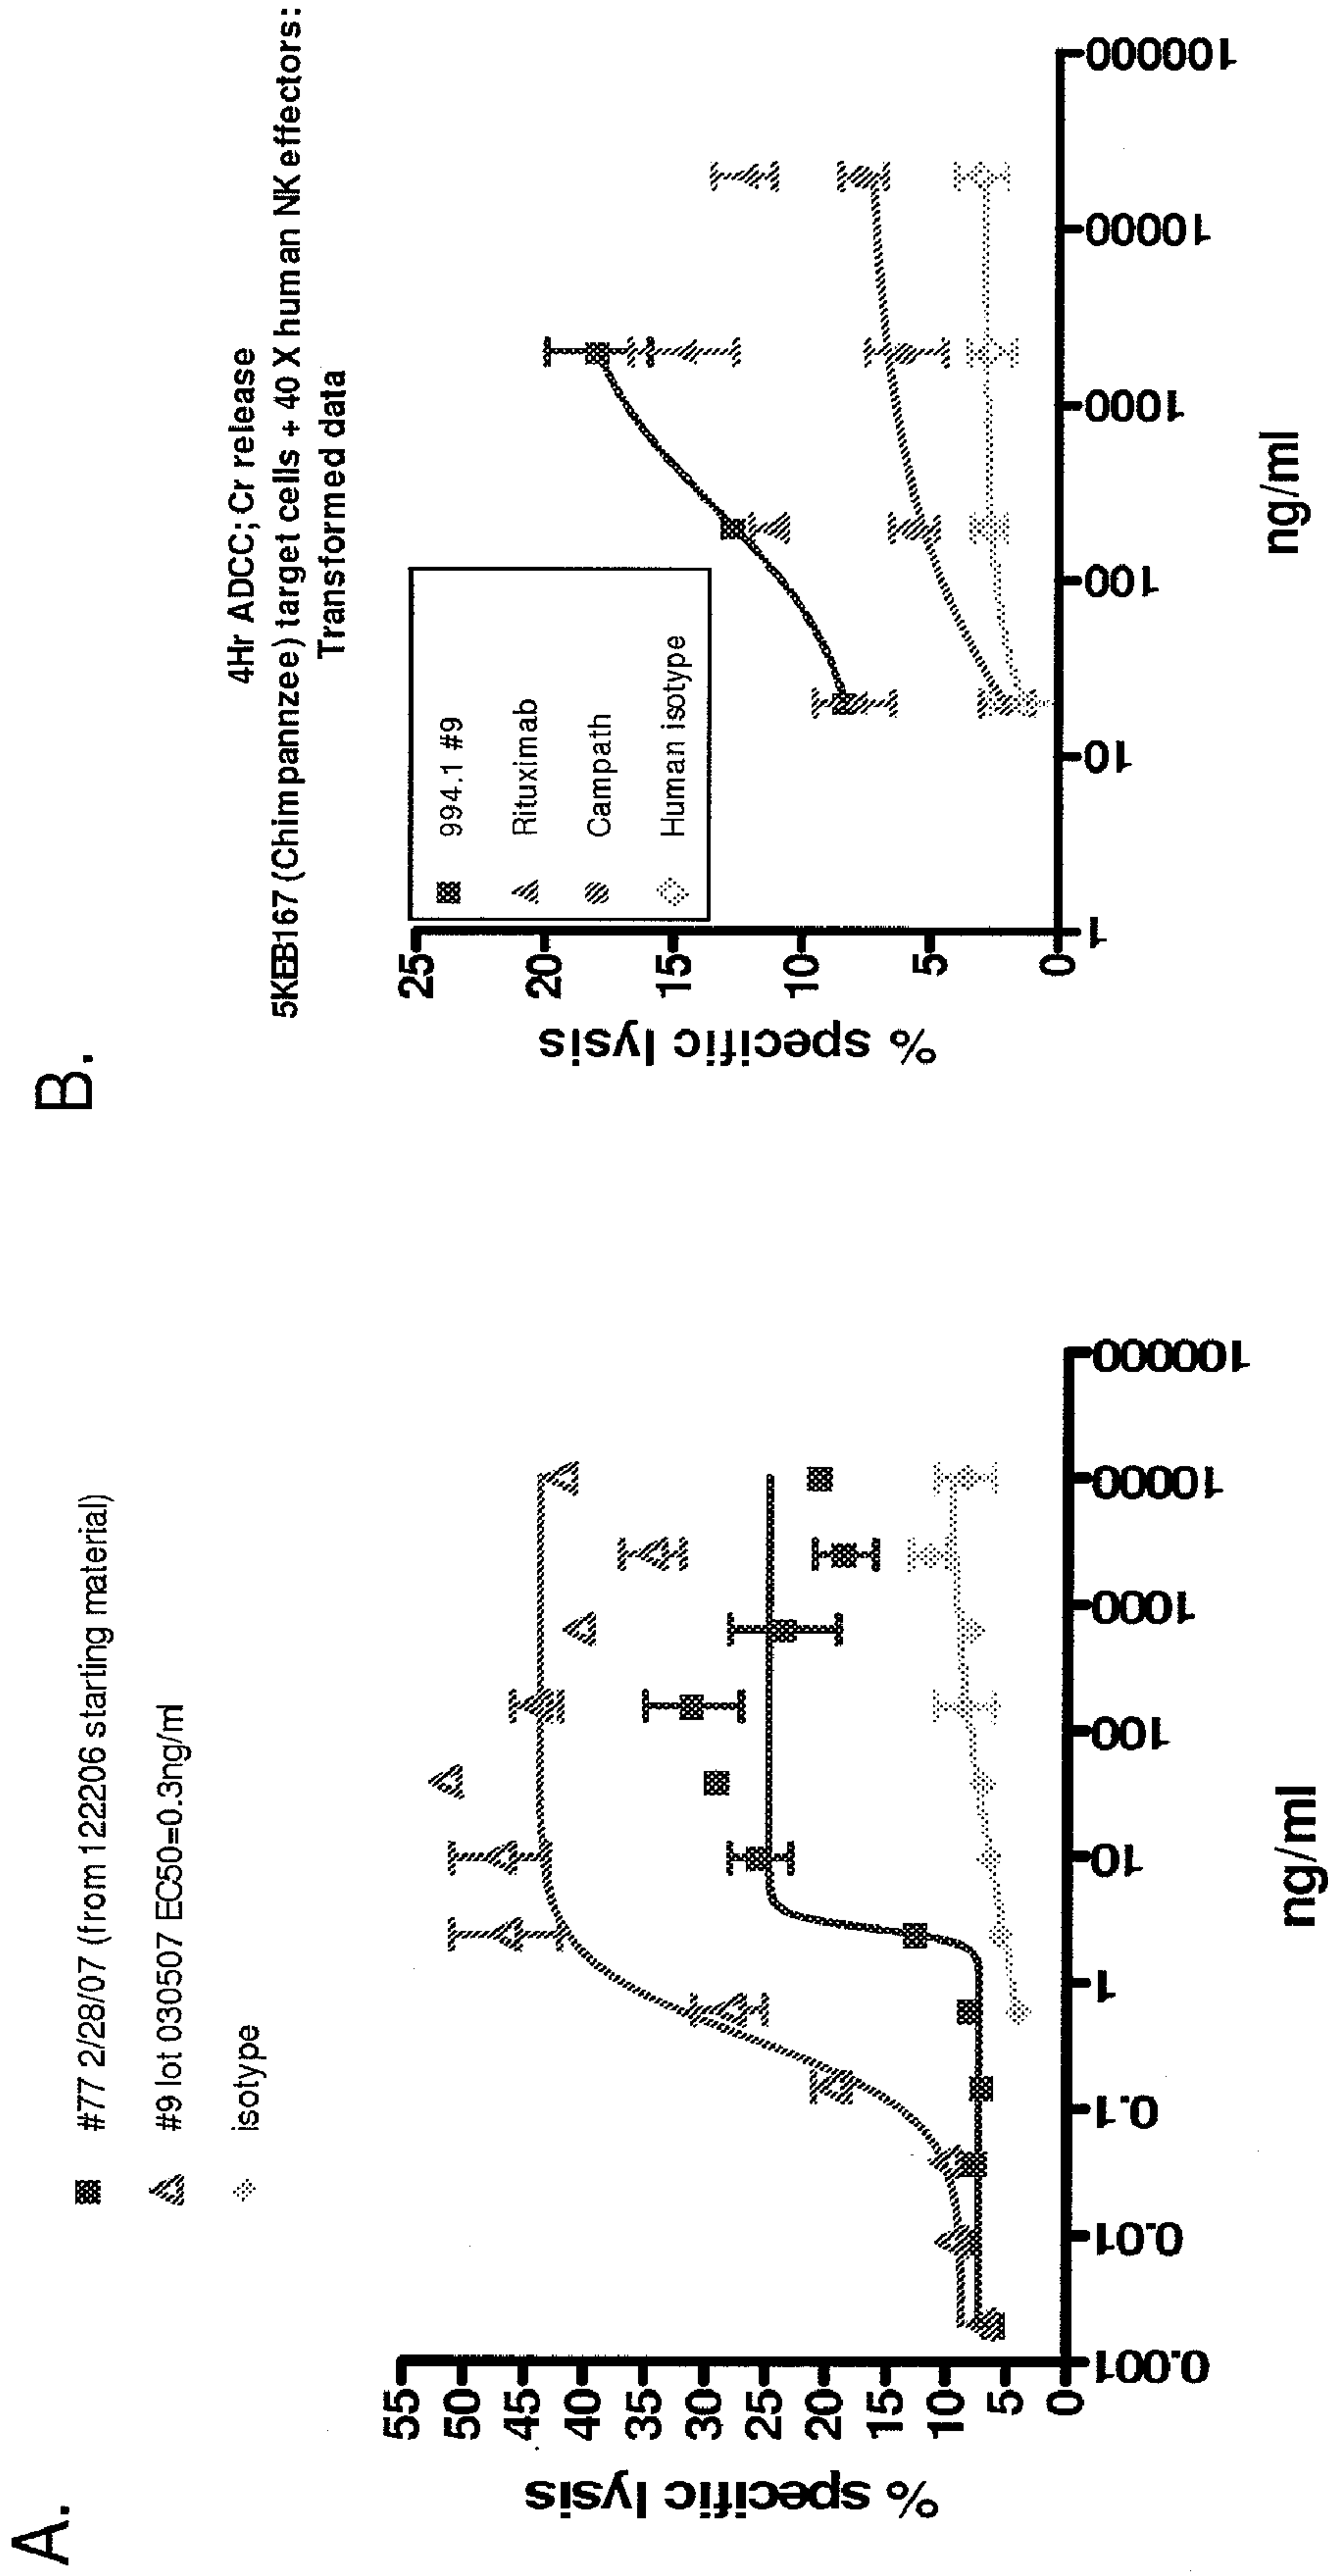 A.
#77 2/28/07 (from 122206 starting material)
#9 lot 030507 EC50=0.3ng/ml
isotype
% specific lysis
55
50
45
40
35
30
25
20
15
10
5
0
0.001
0.01
0.1
1
10
100
1000
10000
100000
ng/ml
B.
4Hr ADCC; Cr release
5KEB167 (Chimpannzee) target cells + 40 X human NK effectors:
Transformed data
994.1 #9
Rituximab
Campath
Human isotype
% specific lysis
25
20
15
10
5
0
1
10
100
1000
10000
100000
ng/ml